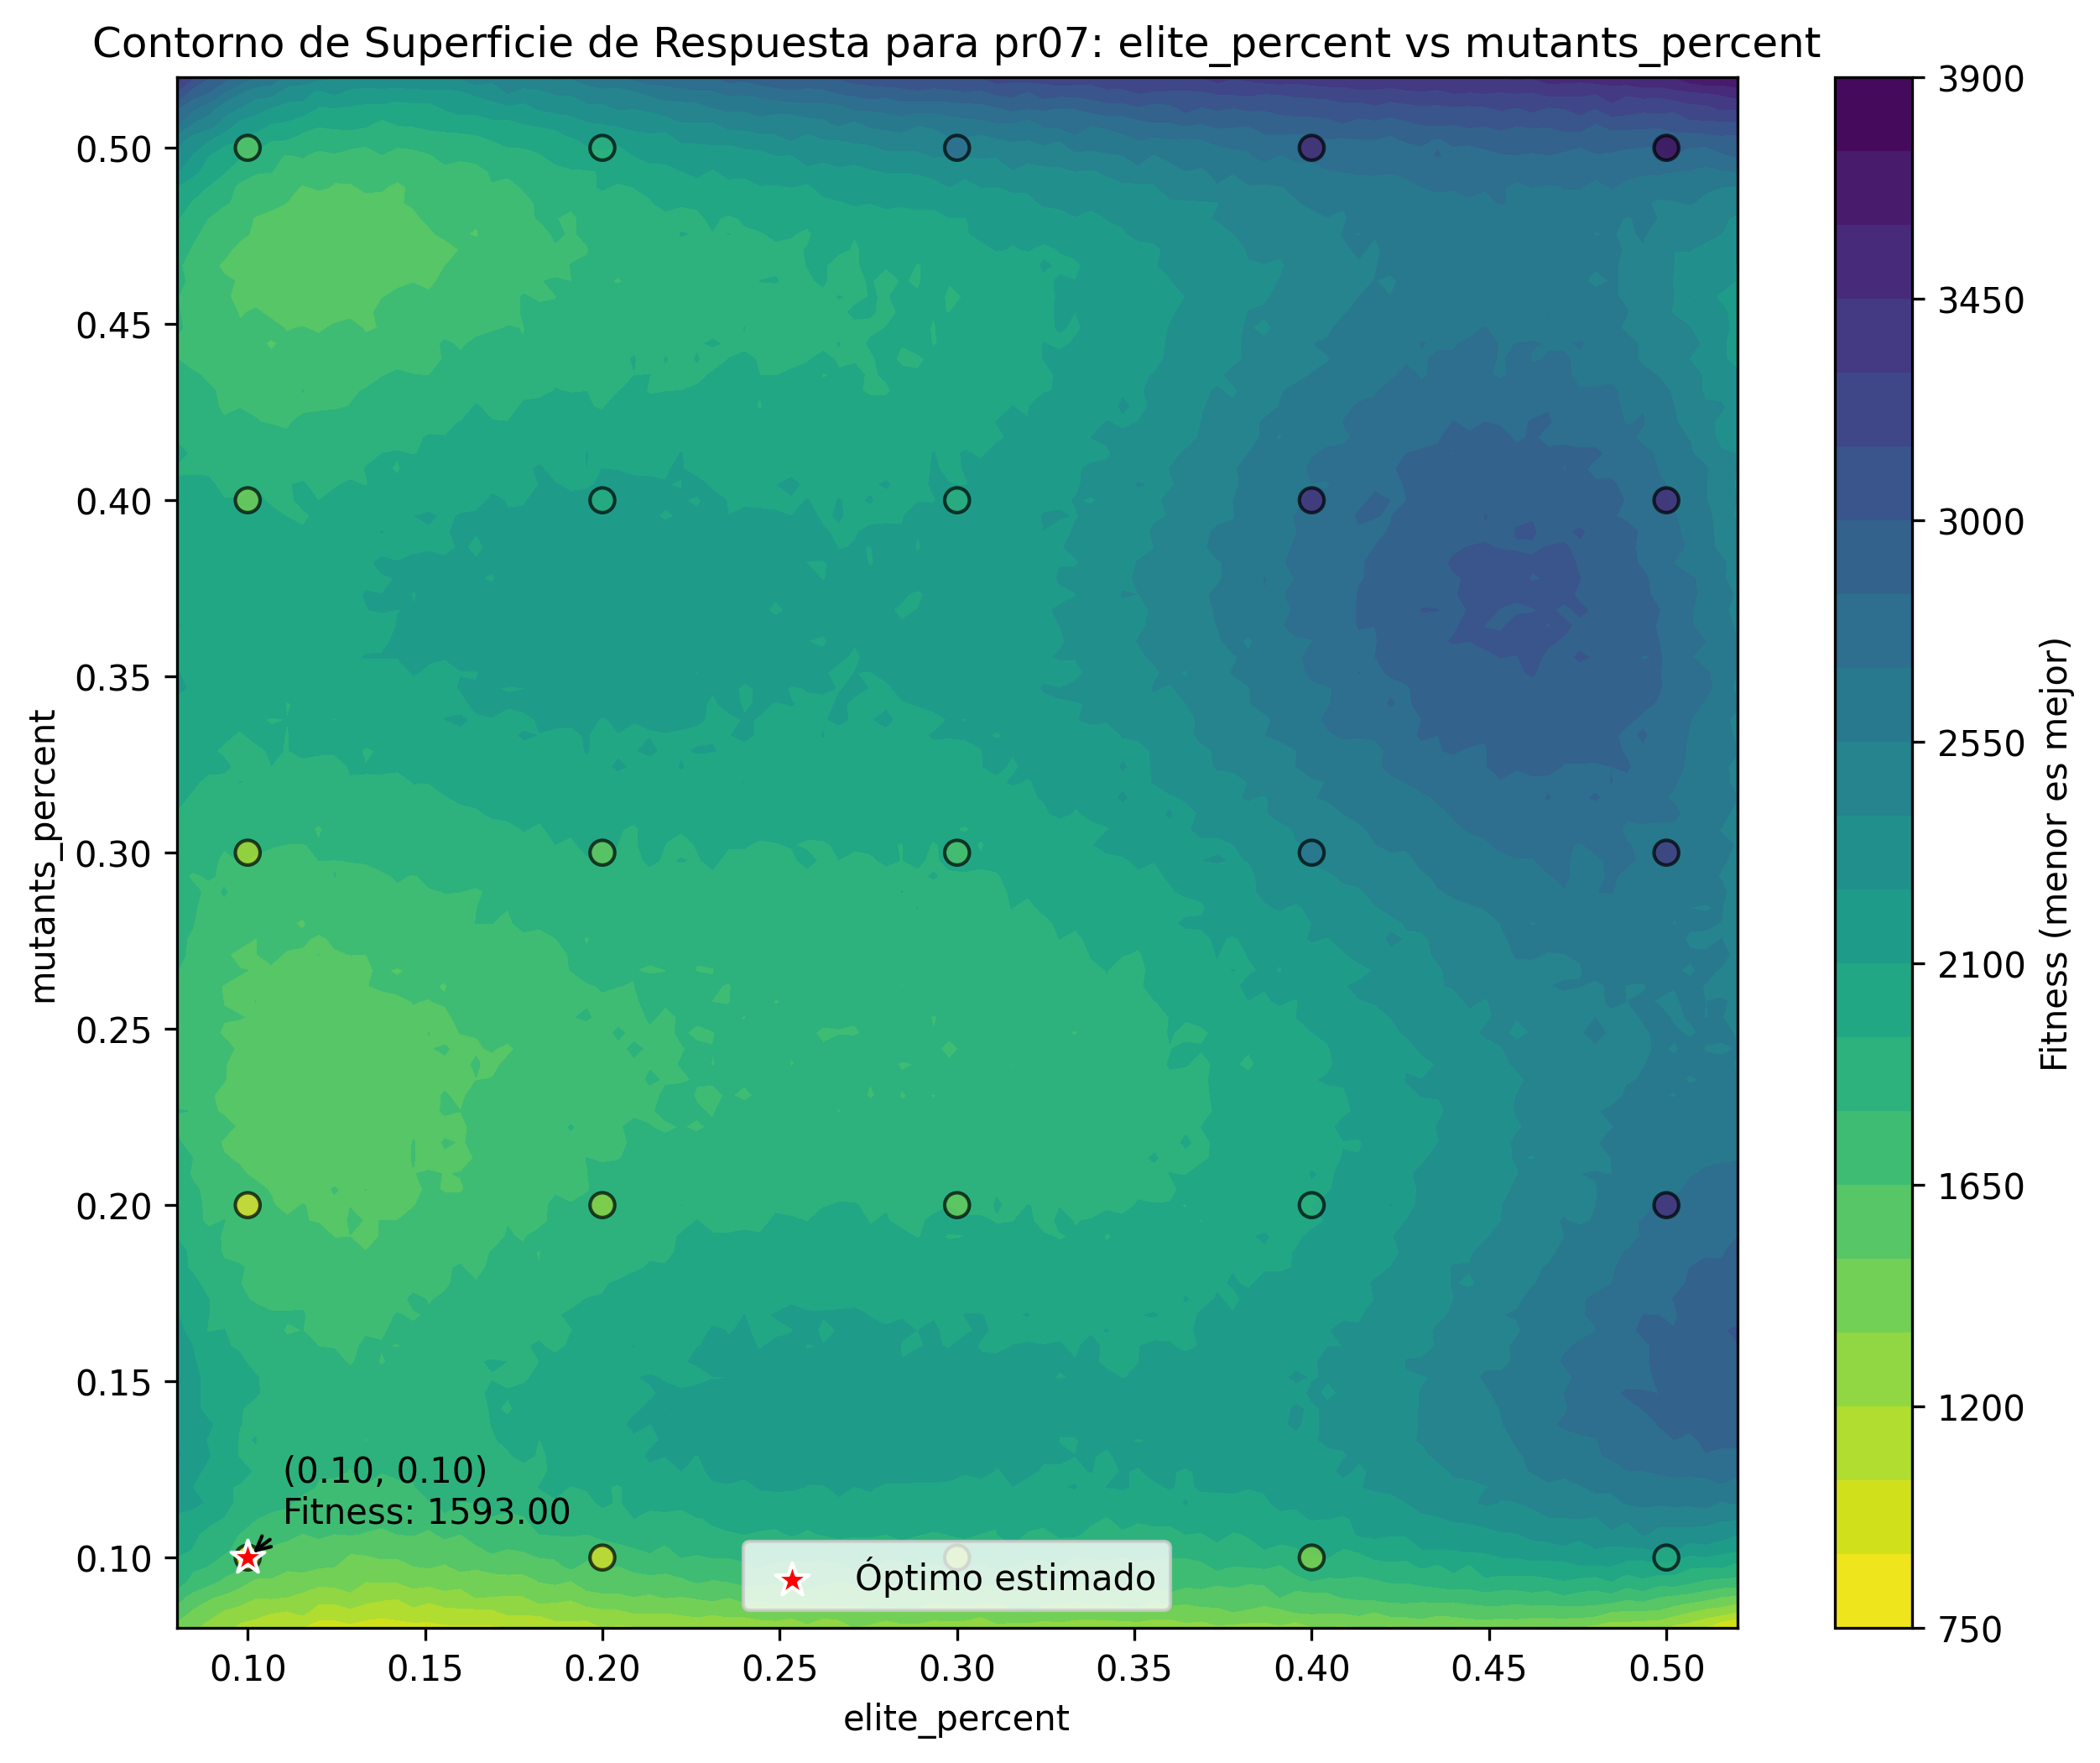 Contorno de Superficie de Respuesta para pr07: elite_percent vs mutants_percent
mutants_percent
0.50
0.45
0.40
0.35
0.30
0.25
0.20
0.15
0.10
(0.10, 0.10)
Fitness: 1593.00
Óptimo estimado
0.10 0.15 0.20 0.25 0.30 0.35 0.40 0.45 0.50
elite_percent
3900
3450
3000
2550
2100
1650
1200
750
Fitness (menor es mejor)